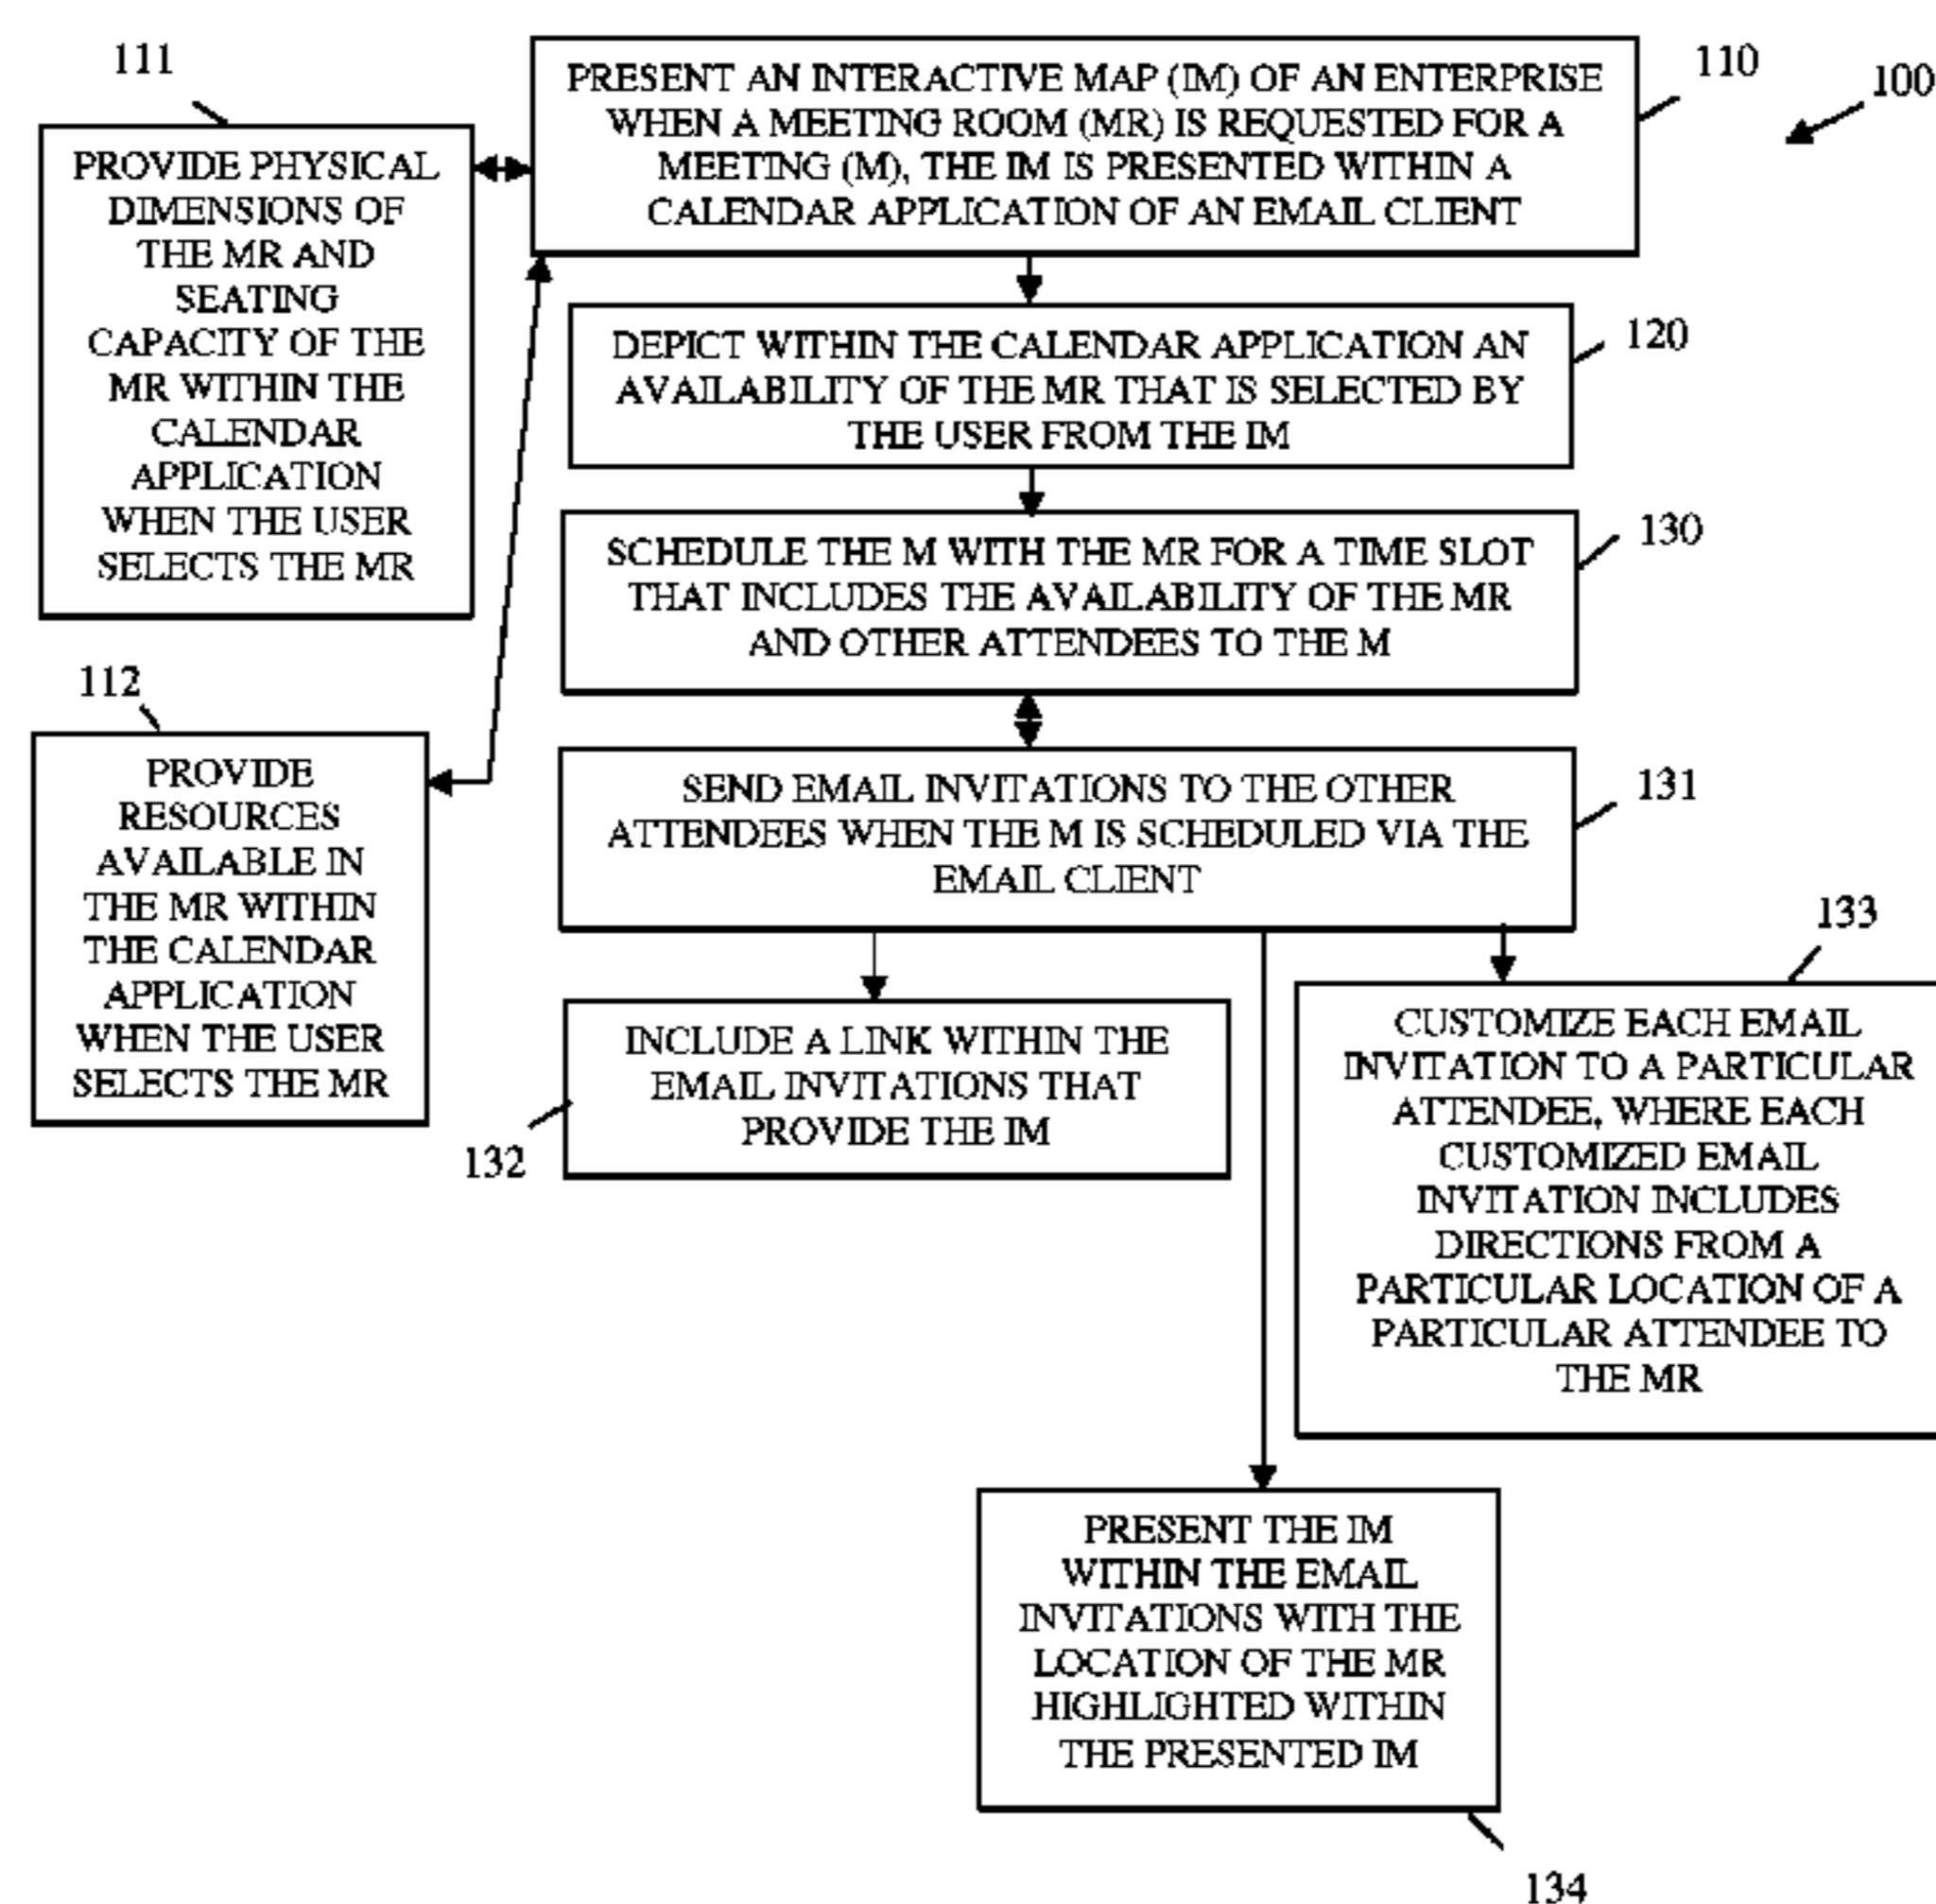 111
PRESENT AN INTERACTIVE MAP (IM) OF AN ENTERPRISE
WHEN A MEETING ROOM (MR) IS REQUESTED FOR A
MEETING (M), THE IM IS PRESENTED WITHIN A
CALENDAR APPLICATION OF AN EMAIL CLIENT
110
100
PROVIDE PHYSICAL
DIMENSIONS OF
THE MR AND
SEATING
CAPACITY OF THE
MR WITHIN THE
CALENDAR
APPLICATION
WHEN THE USER
SELECTS THE MR
DEPICT WITHIN THE CALENDAR APPLICATION AN
AVAILABILITY OF THE MR THAT IS SELECTED BY
THE USER FROM THE IM
120
SCHEDULE THE M WITH THE MR FOR A TIME SLOT
THAT INCLUDES THE AVAILABILITY OF THE MR
AND OTHER ATTENDEES TO THE M
130
112
PROVIDE
RESOURCES
AVAILABLE IN
THE MR WITHIN
THE CALENDAR
APPLICATION
WHEN THE USER
SELECTS THE MR
SEND EMAIL INVITATIONS TO THE OTHER
ATTENDEES WHEN THE M IS SCHEDULED VIA THE
EMAIL CLIENT
131
INCLUDE A LINK WITHIN THE
EMAIL INVITATIONS THAT
PROVIDE THE IM
132
133
CUSTOMIZE EACH EMAIL
INVITATION TO A PARTICULAR
ATTENDEE, WHERE EACH
CUSTOMIZED EMAIL
INVITATION INCLUDES
DIRECTIONS FROM A
PARTICULAR LOCATION OF A
PARTICULAR ATTENDEE TO
THE MR
PRESENT THE IM
WITHIN THE EMAIL
INVITATIONS WITH THE
LOCATION OF THE MR
HIGHLIGHTED WITHIN
THE PRESENTED IM
134